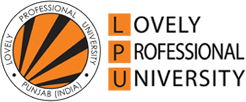 LOVELY PROFESSIONAL UNIVERSITY
• PUNJAB (INDIA) •
LOVELY
PROFESSIONAL
UNIVERSITY